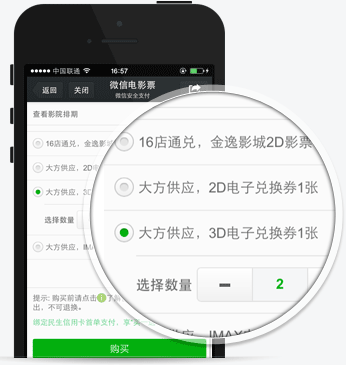 中国联通 16:57
返回 关闭 微信电影票
微信安全支付
查看影院排期
16店通兑，金逸影城2D影票
大方供应，2D电子兑换券1张
大方供应，3D电子兑换券1张
选择数量 - 2
大方供应，IMAX
提示: 购买前请点击
出，不可退换。
绑定民生信用卡首单支付，享
购买